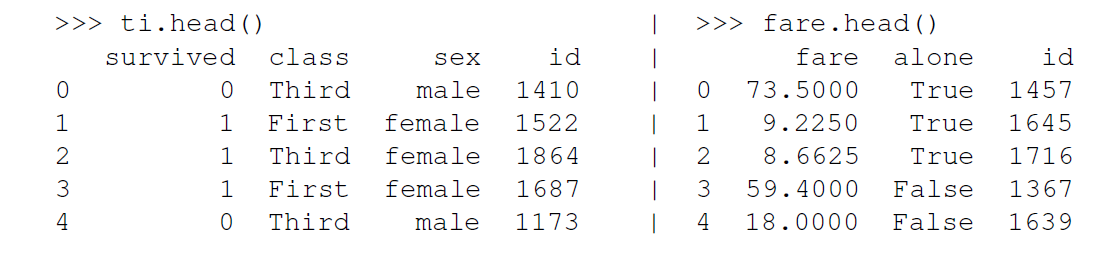 >>> ti.head() | >>> fare.head()
survived class sex id | fare alone id
0 0 Third male 1410 | 0 73.5000 True 1457
1 1 First female 1522 | 1 9.2250 True 1645
2 1 Third female 1864 | 2 8.6625 True 1716
3 1 First female 1687 | 3 59.4000 False 1367
4 0 Third male 1173 | 4 18.0000 False 1639